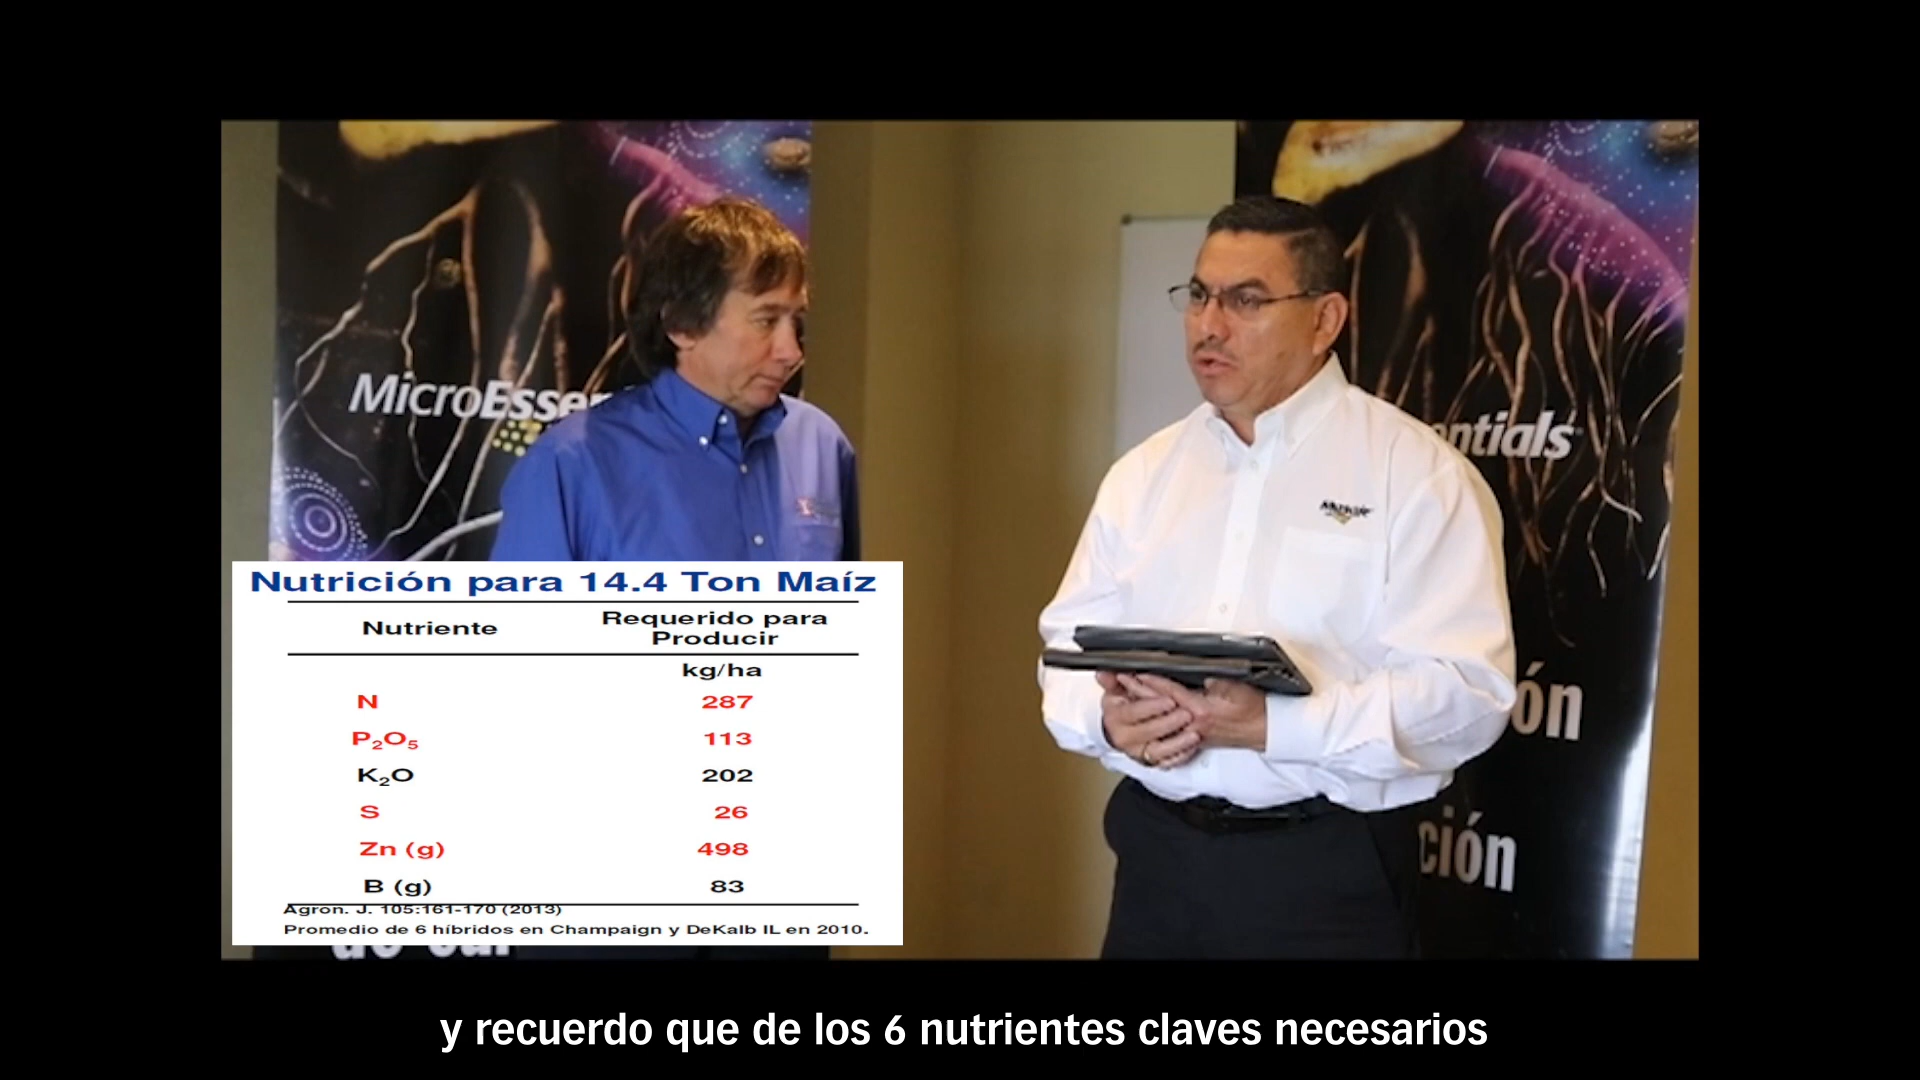 MicroEssen
entials
ón
ción
Nutrición para 14.4 Ton Maíz
Nutriente
Requerido para
Producir
kg/ha
N 287
P₂O₅ 113
K₂O 202
S 26
Zn (g) 498
B (g) 83
Agron. J. 105:161-170 (2013)
Promedio de 6 híbridos en Champaign y DeKalb IL en 2010.
y recuerdo que de los 6 nutrientes claves necesarios